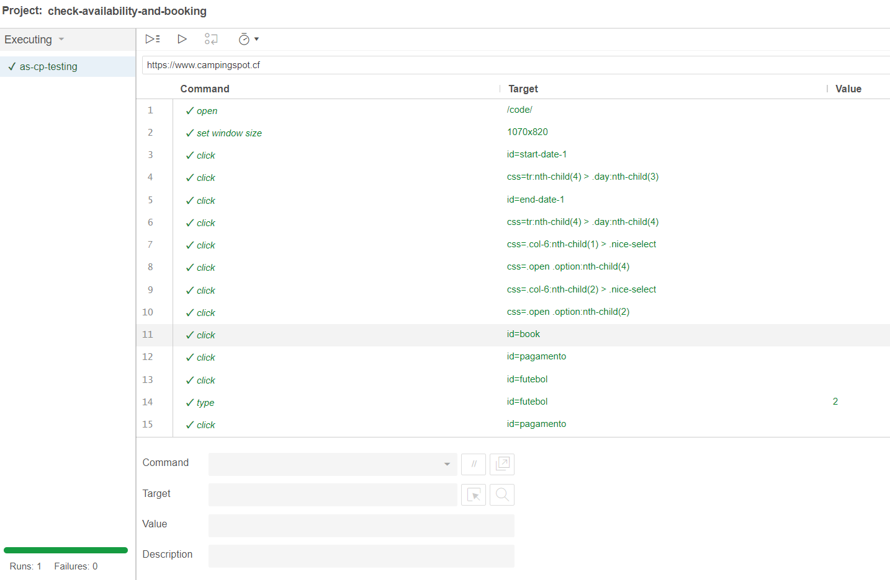 Project: check-availability-and-booking
Executing
✓ as-cp-testing
https://www.campingspot.cf
Command Target Value
1 ✓ open /code/
2 ✓ set window size 1070x820
3 ✓ click id=start-date-1
4 ✓ click css=tr:nth-child(4) > .day:nth-child(3)
5 ✓ click id=end-date-1
6 ✓ click css=tr:nth-child(4) > .day:nth-child(4)
7 ✓ click css=.col-6:nth-child(1) > .nice-select
8 ✓ click css=.open .option:nth-child(4)
9 ✓ click css=.col-6:nth-child(2) > .nice-select
10 ✓ click css=.open .option:nth-child(2)
11 ✓ click id=book
12 ✓ click id=pagamento
13 ✓ click id=futebol
14 ✓ type id=futebol 2
15 ✓ click id=pagamento
Command //
Target
Value
Description
Runs: 1 Failures: 0